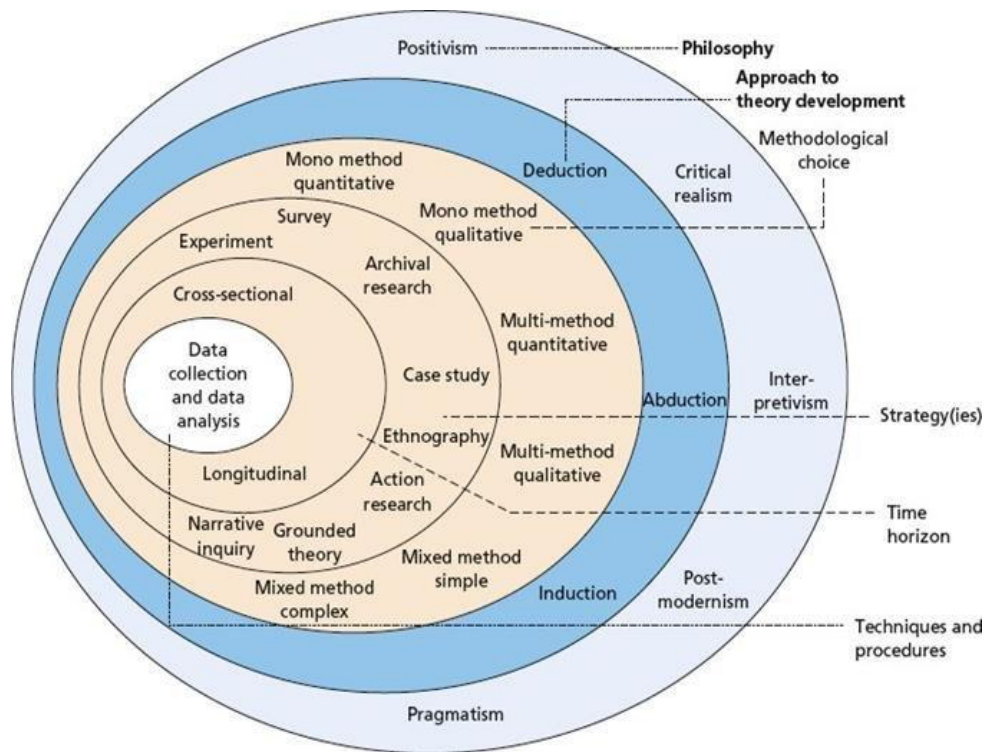 Positivism
Philosophy
Approach to
theory development
Methodological
choice
Mono method
quantitative
Deduction
Critical
realism
Survey
Mono method
qualitative
Experiment
Archival
research
Cross-sectional
Multi-method
quantitative
Data
collection
and data
analysis
Case study
Abduction
Inter-
pretivism
Strategy(ies)
Ethnography
Multi-method
qualitative
Longitudinal
Action
research
Time
horizon
Narrative
inquiry
Grounded
theory
Mixed method
simple
Mixed method
complex
Induction
Post-
modernism
Techniques and
procedures
Pragmatism